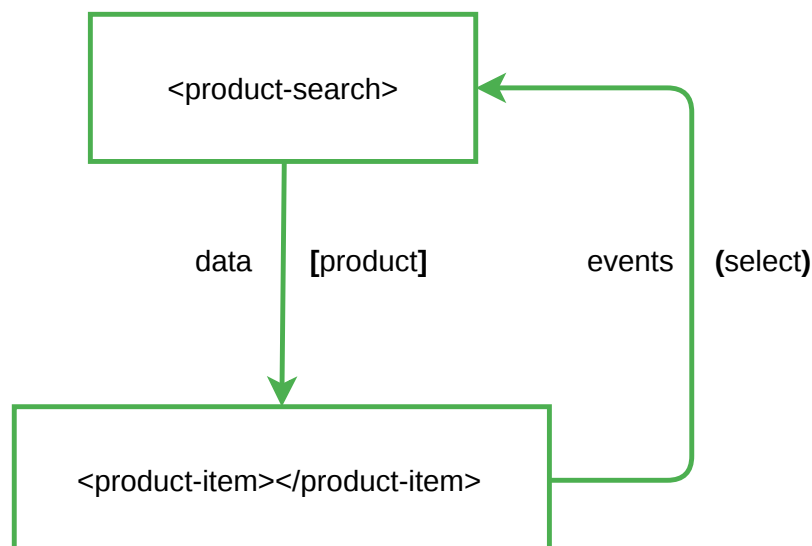 <product-search>
data [product] events (select)
<product-item></product-item>